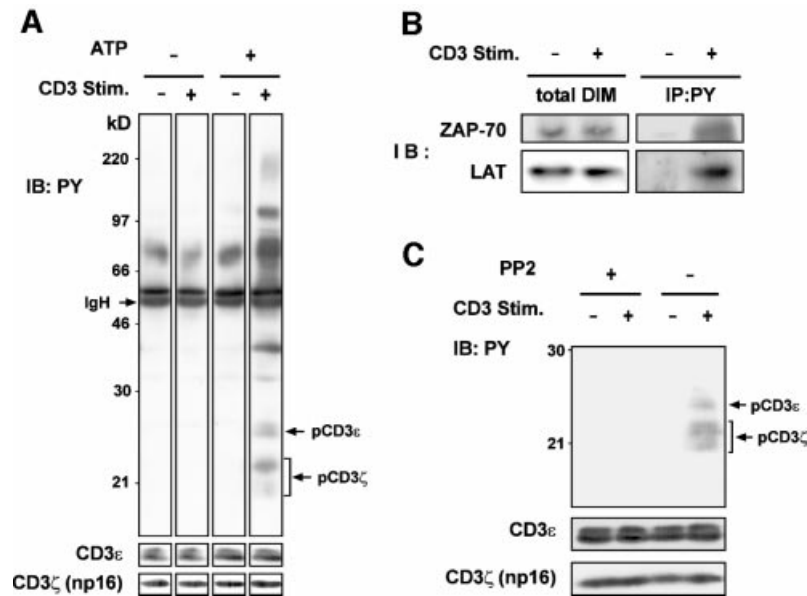 A
ATP - +
CD3 Stim. - + - +
kD
220
IB: PY
97
66
IgH
46
30
pCD3ε
21
pCD3ζ
CD3ε
CD3ζ (np16)
B
CD3 Stim. - + - +
total DIM IP:PY
ZAP-70
I B :
LAT
C
PP2 + -
CD3 Stim. - + - +
IB: PY
30
pCD3ε
21
pCD3ζ
CD3ε
CD3ζ (np16)